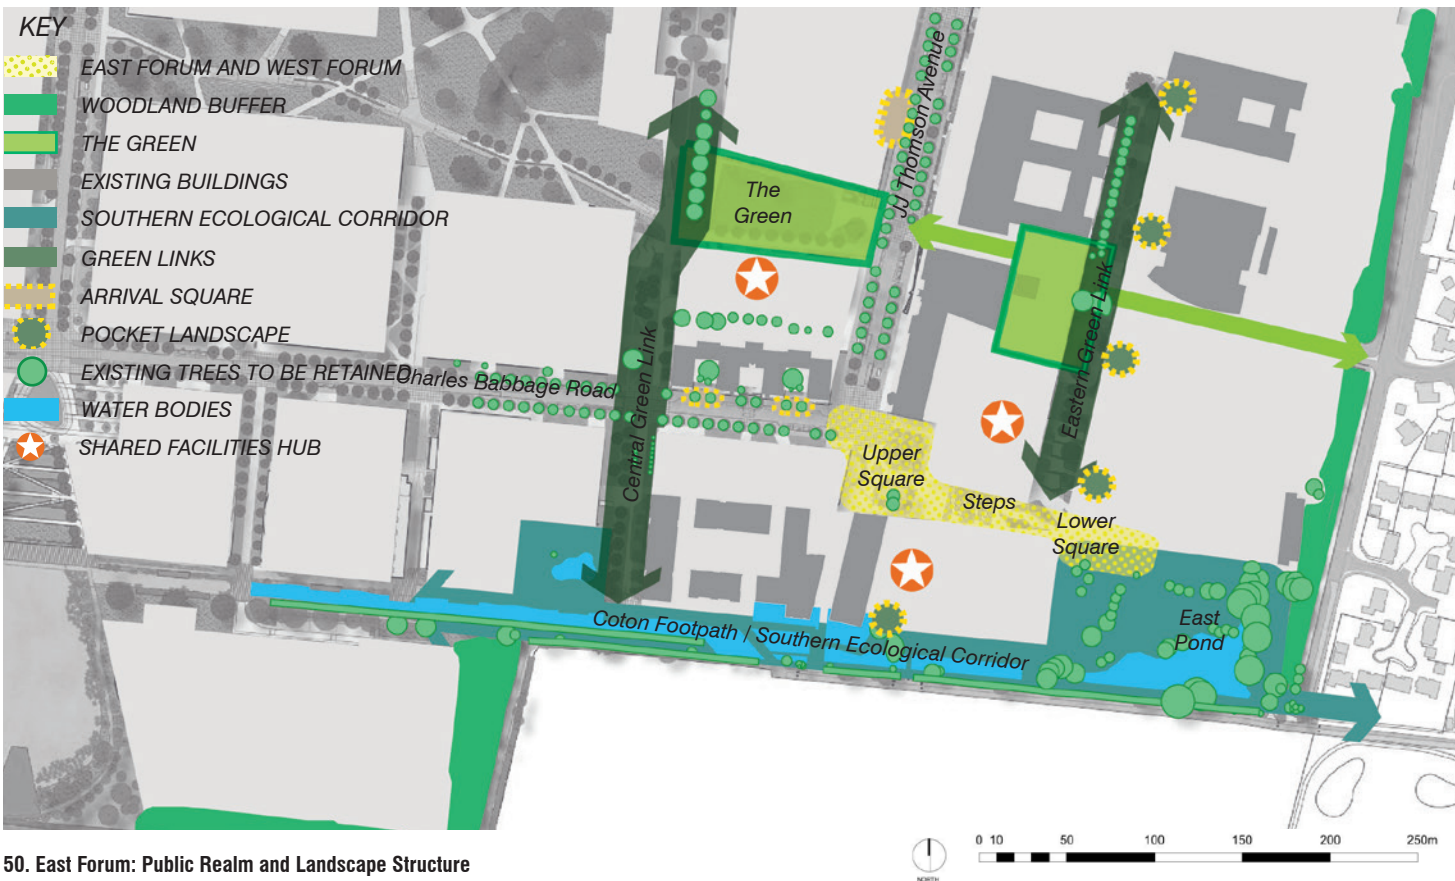 KEY
EAST FORUM AND WEST FORUM
WOODLAND BUFFER
THE GREEN
EXISTING BUILDINGS
SOUTHERN ECOLOGICAL CORRIDOR
GREEN LINKS
ARRIVAL SQUARE
POCKET LANDSCAPE
EXISTING TREES TO BE RETAINED
WATER BODIES
SHARED FACILITIES HUB
The
Green
JJ Thomson Avenue
Charles Babbage Road
Central Green Link
Eastern Green Link
Upper
Square
Steps
Lower
Square
East
Pond
Coton Footpath / Southern Ecological Corridor
NORTH
0 10 50 100 150 200 250m
50. East Forum: Public Realm and Landscape Structure